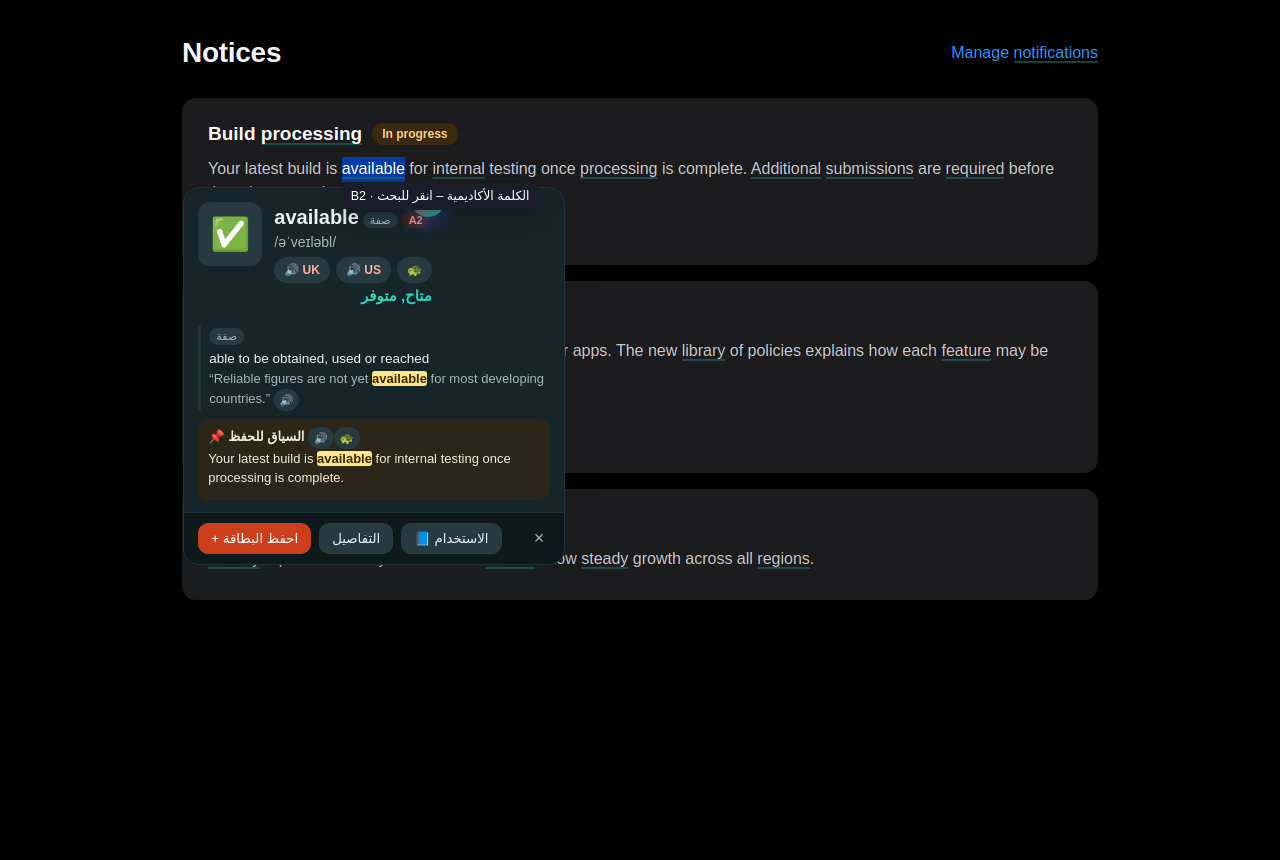 Notices
Manage notifications
Build processing
In progress
Your latest build is available for internal testing once processing is complete. Additional submissions are required before
الكلمة الأكاديمية – انقر للبحث · B2
available صفة A2
/əˈveɪləbl/
🔊 UK 🔊 US 🐢
متاح, متوفر
صفة
able to be obtained, used or reached
“Reliable figures are not yet available for most developing
countries.” 🔊
📌 السياق للحفظ 🔊 🐢
Your latest build is available for internal testing once
processing is complete.
احفظ البطاقة +
التفاصيل
الاستخدام 📘
×
apps. The new library of policies explains how each feature may be
steady growth across all regions.